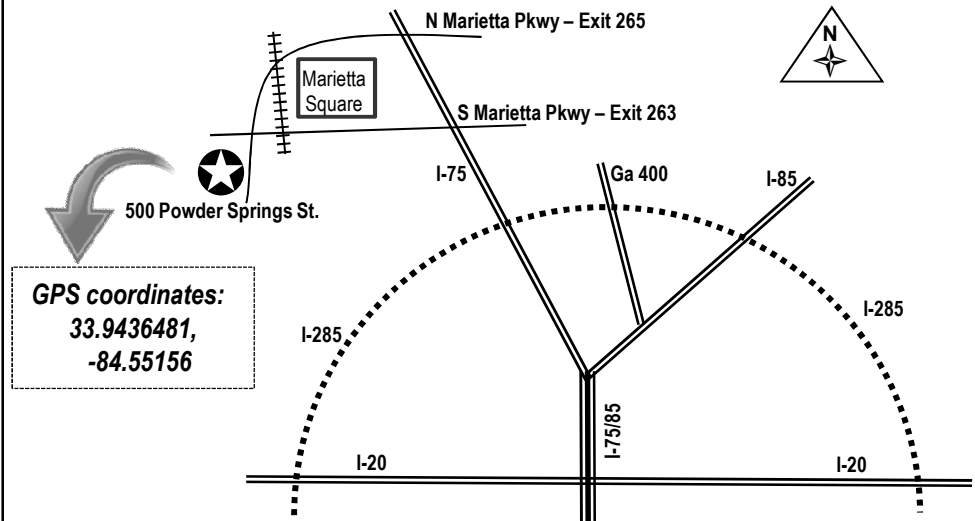 N Marietta Pkwy – Exit 265
N
Marietta
Square
S Marietta Pkwy – Exit 263
I-75
Ga 400
I-85
500 Powder Springs St.
GPS coordinates:
33.9436481,
-84.55156
I-285
I-285
I-75/85
I-20
I-20